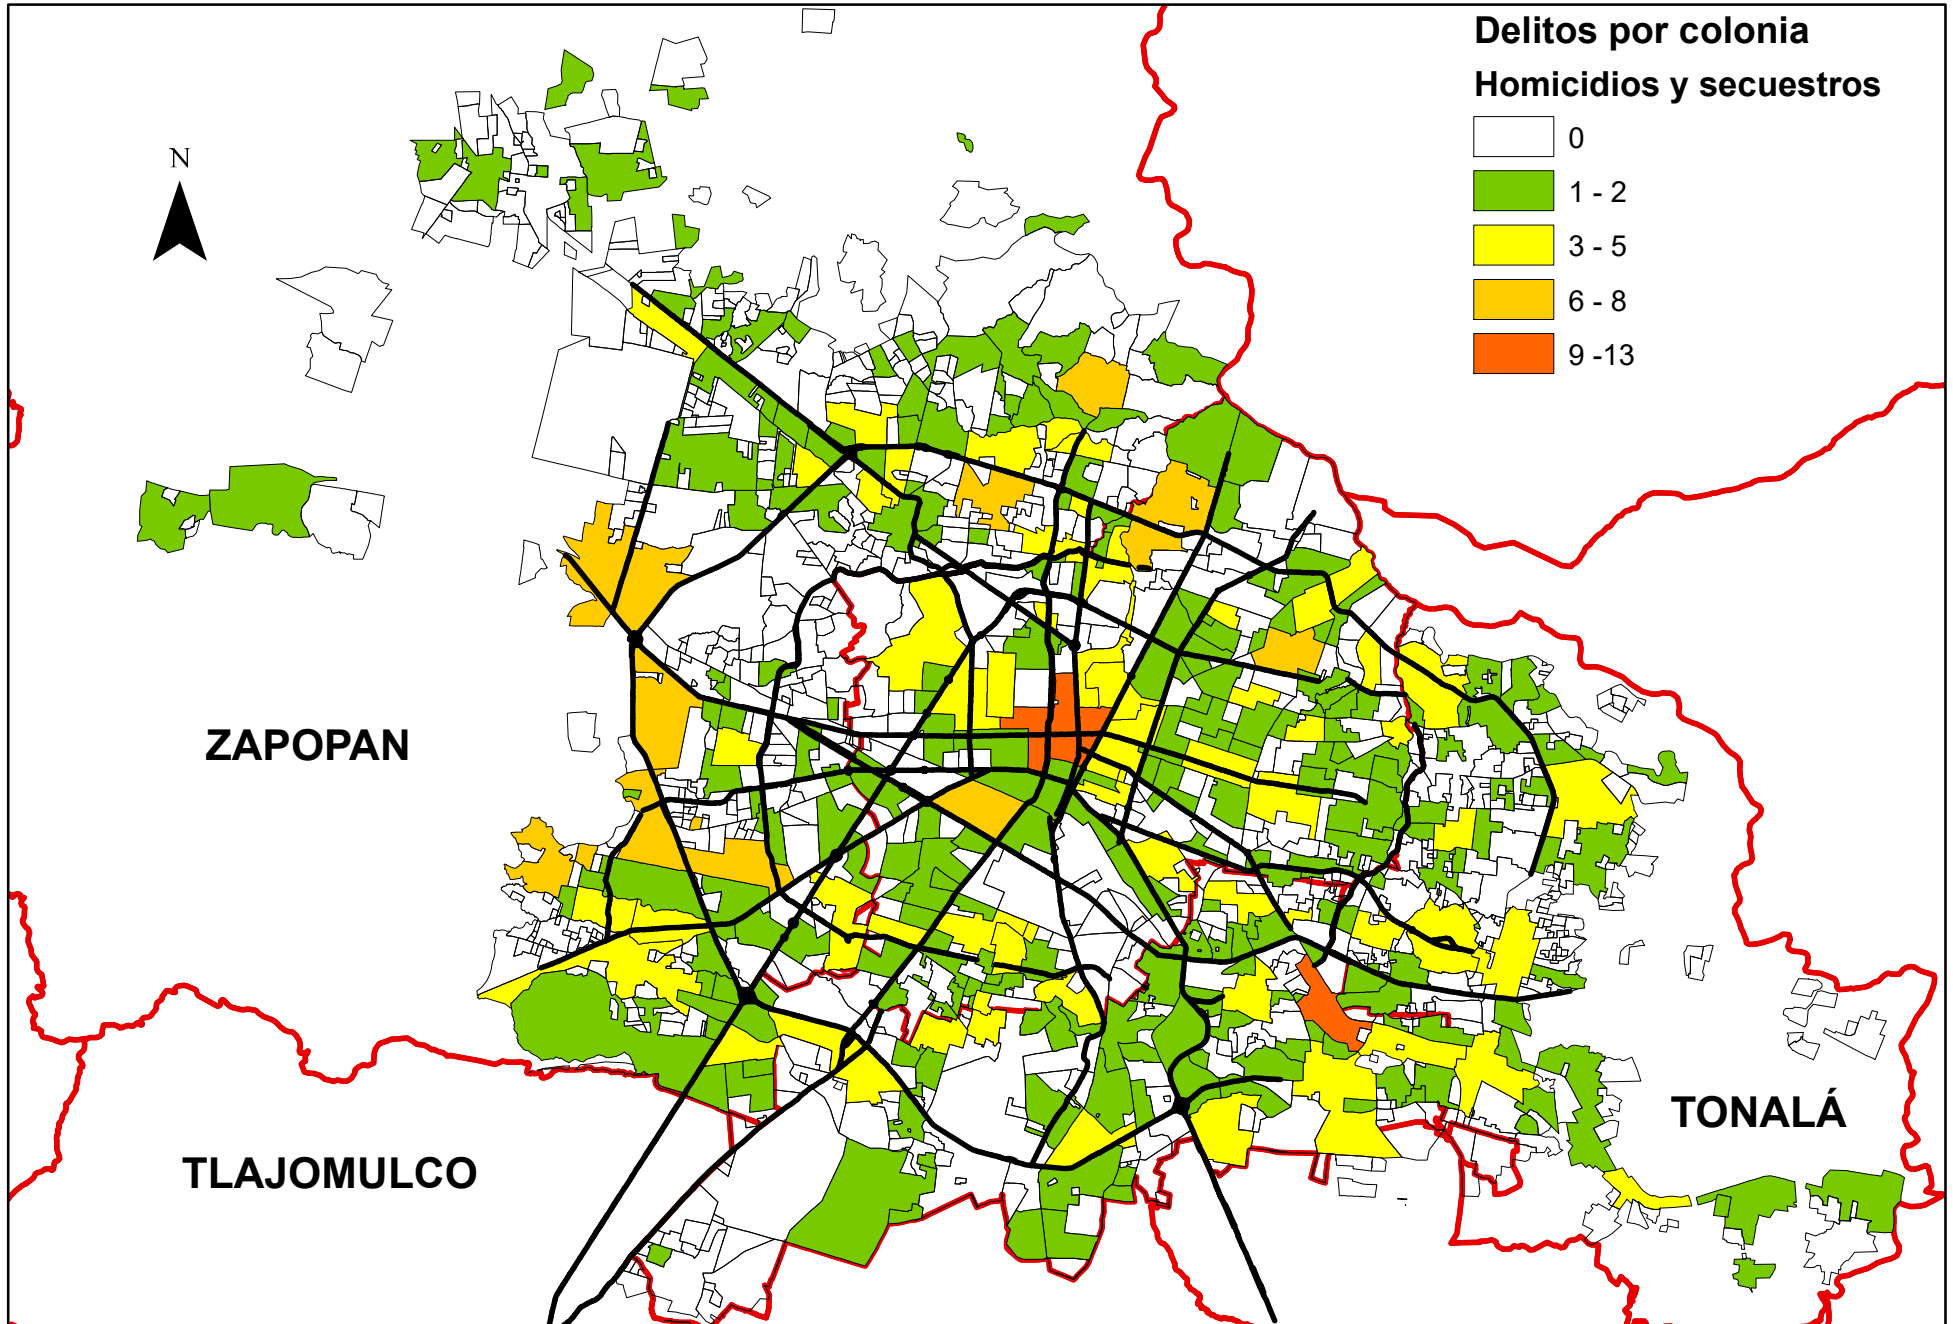 Delitos por colonia
Homicidios y secuestros
0
1 - 2
3 - 5
6 - 8
9 -13
N
ZAPOPAN
TONALÁ
TLAJOMULCO